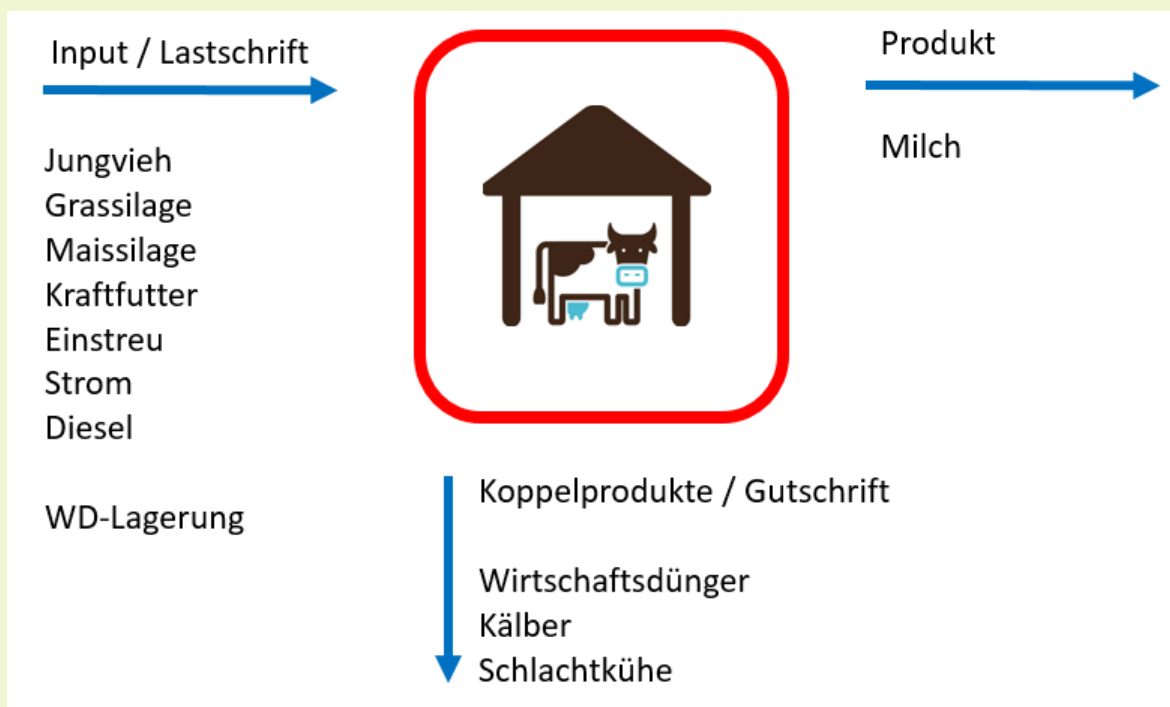 Input / Lastschrift
Jungvieh
Grassilage
Maissilage
Kraftfutter
Einstreu
Strom
Diesel
WD-Lagerung
Koppelprodukte / Gutschrift
Wirtschaftsdünger
Kälber
Schlachtkühe
Produkt
Milch